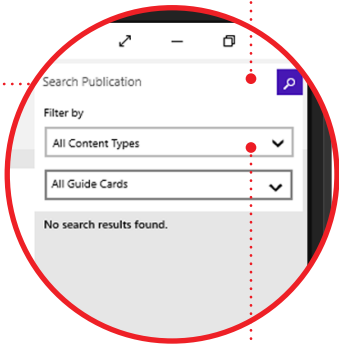 Search Publication
Filter by
All Content Types
All Guide Cards
No search results found.